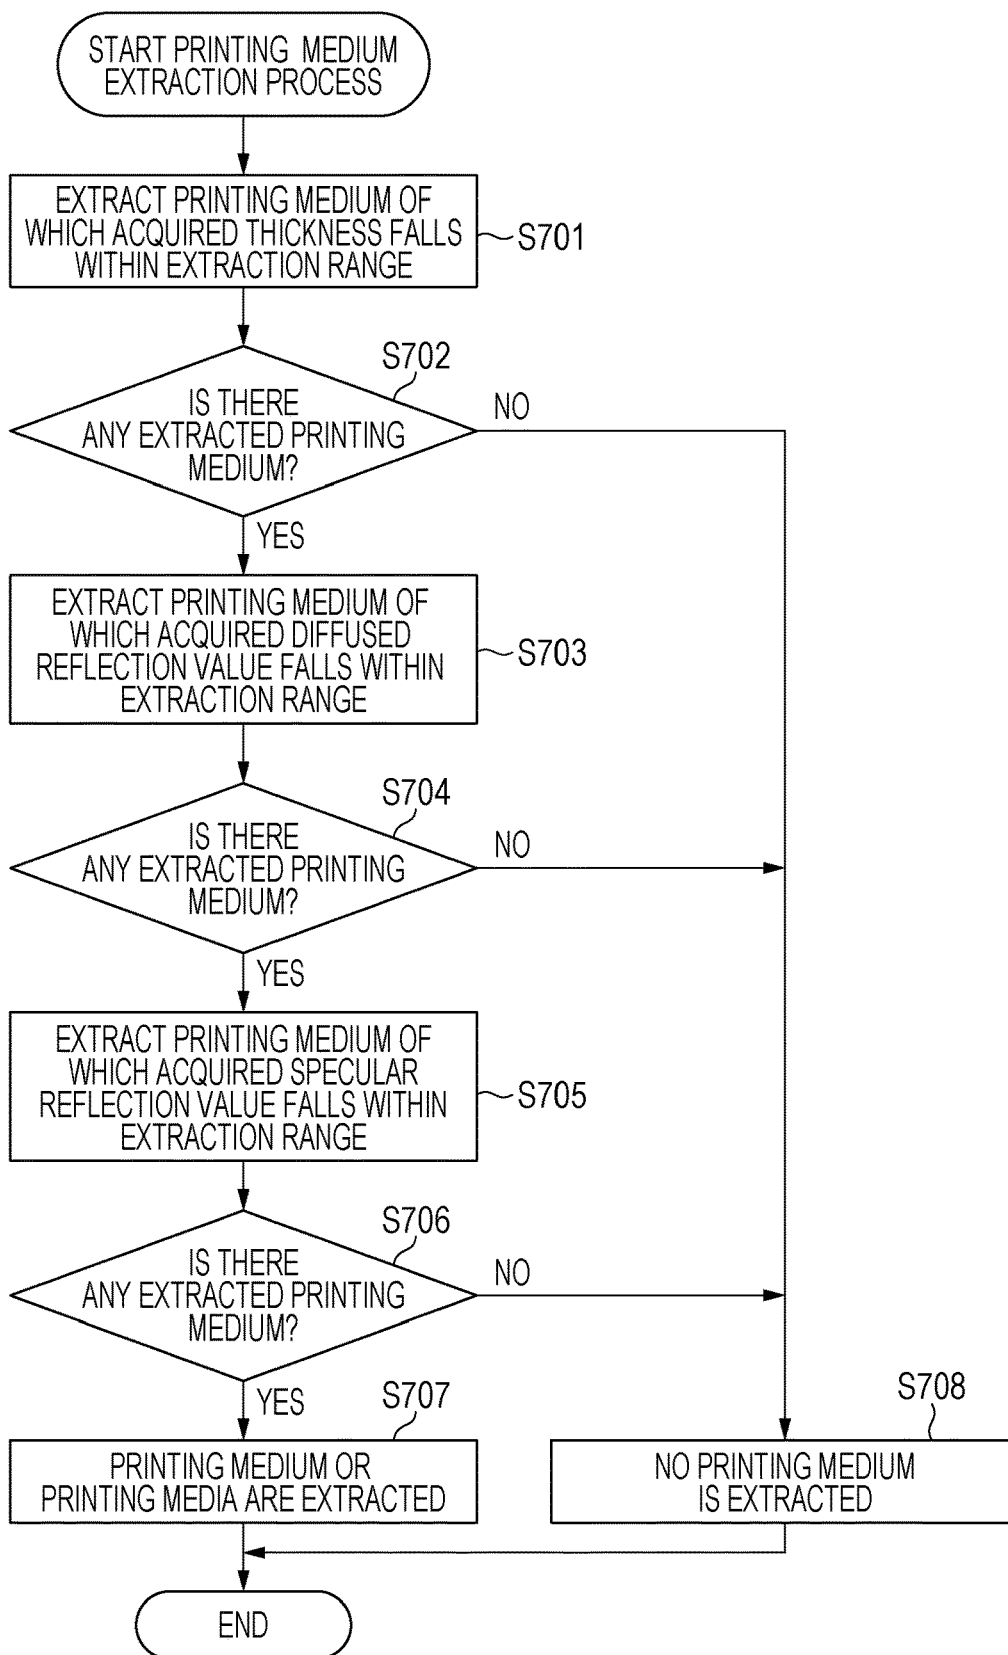 START PRINTING MEDIUM
EXTRACTION PROCESS
EXTRACT PRINTING MEDIUM OF
WHICH ACQUIRED THICKNESS FALLS
WITHIN EXTRACTION RANGE
S701
S702
IS THERE
ANY EXTRACTED PRINTING
MEDIUM?
NO
YES
EXTRACT PRINTING MEDIUM OF
WHICH ACQUIRED DIFFUSED
REFLECTION VALUE FALLS WITHIN
EXTRACTION RANGE
S703
S704
IS THERE
ANY EXTRACTED PRINTING
MEDIUM?
NO
YES
EXTRACT PRINTING MEDIUM OF
WHICH ACQUIRED SPECULAR
REFLECTION VALUE FALLS WITHIN
EXTRACTION RANGE
S705
S706
IS THERE
ANY EXTRACTED PRINTING
MEDIUM?
NO
YES
S707
PRINTING MEDIUM OR
PRINTING MEDIA ARE EXTRACTED
S708
NO PRINTING MEDIUM
IS EXTRACTED
END